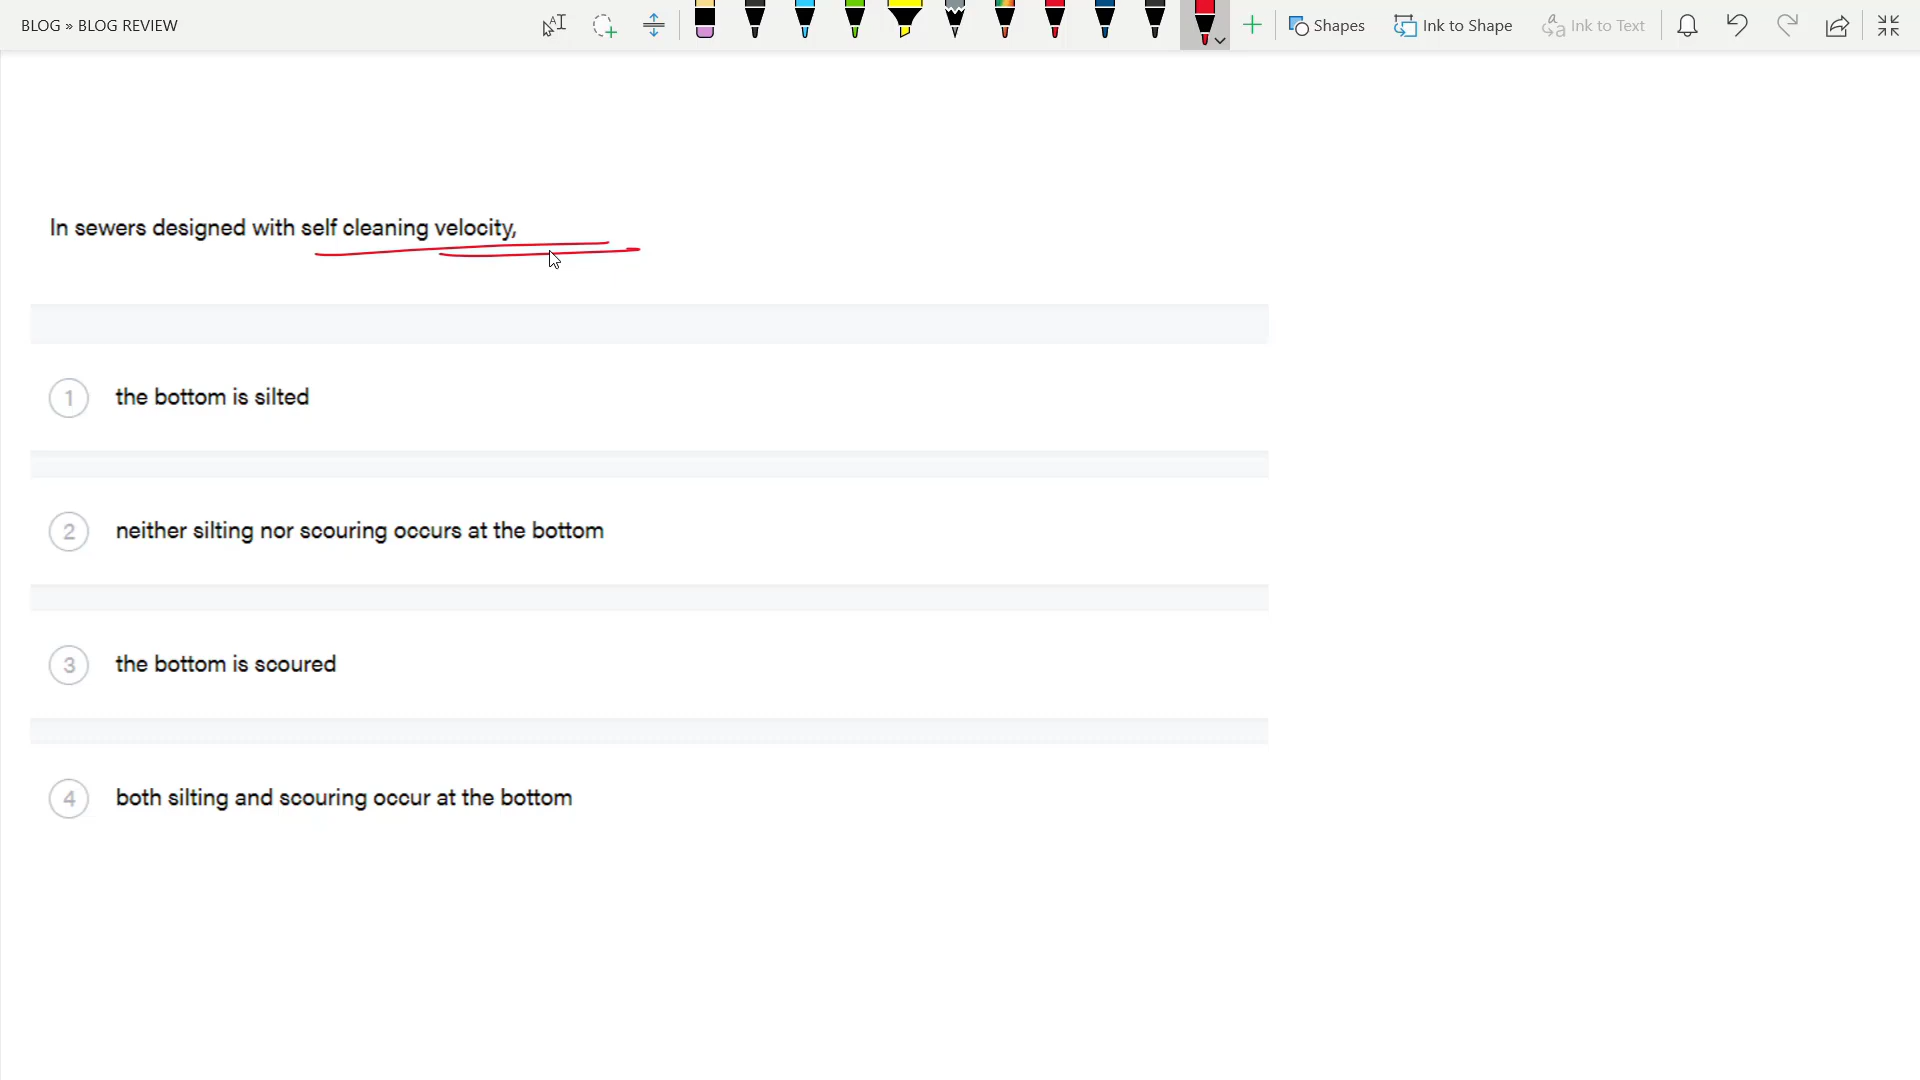 BLOG » BLOG REVIEW
Shapes
Ink to Shape
Ink to Text
In sewers designed with self cleaning velocity,
1 the bottom is silted
2 neither silting nor scouring occurs at the bottom
3 the bottom is scoured
4 both silting and scouring occur at the bottom